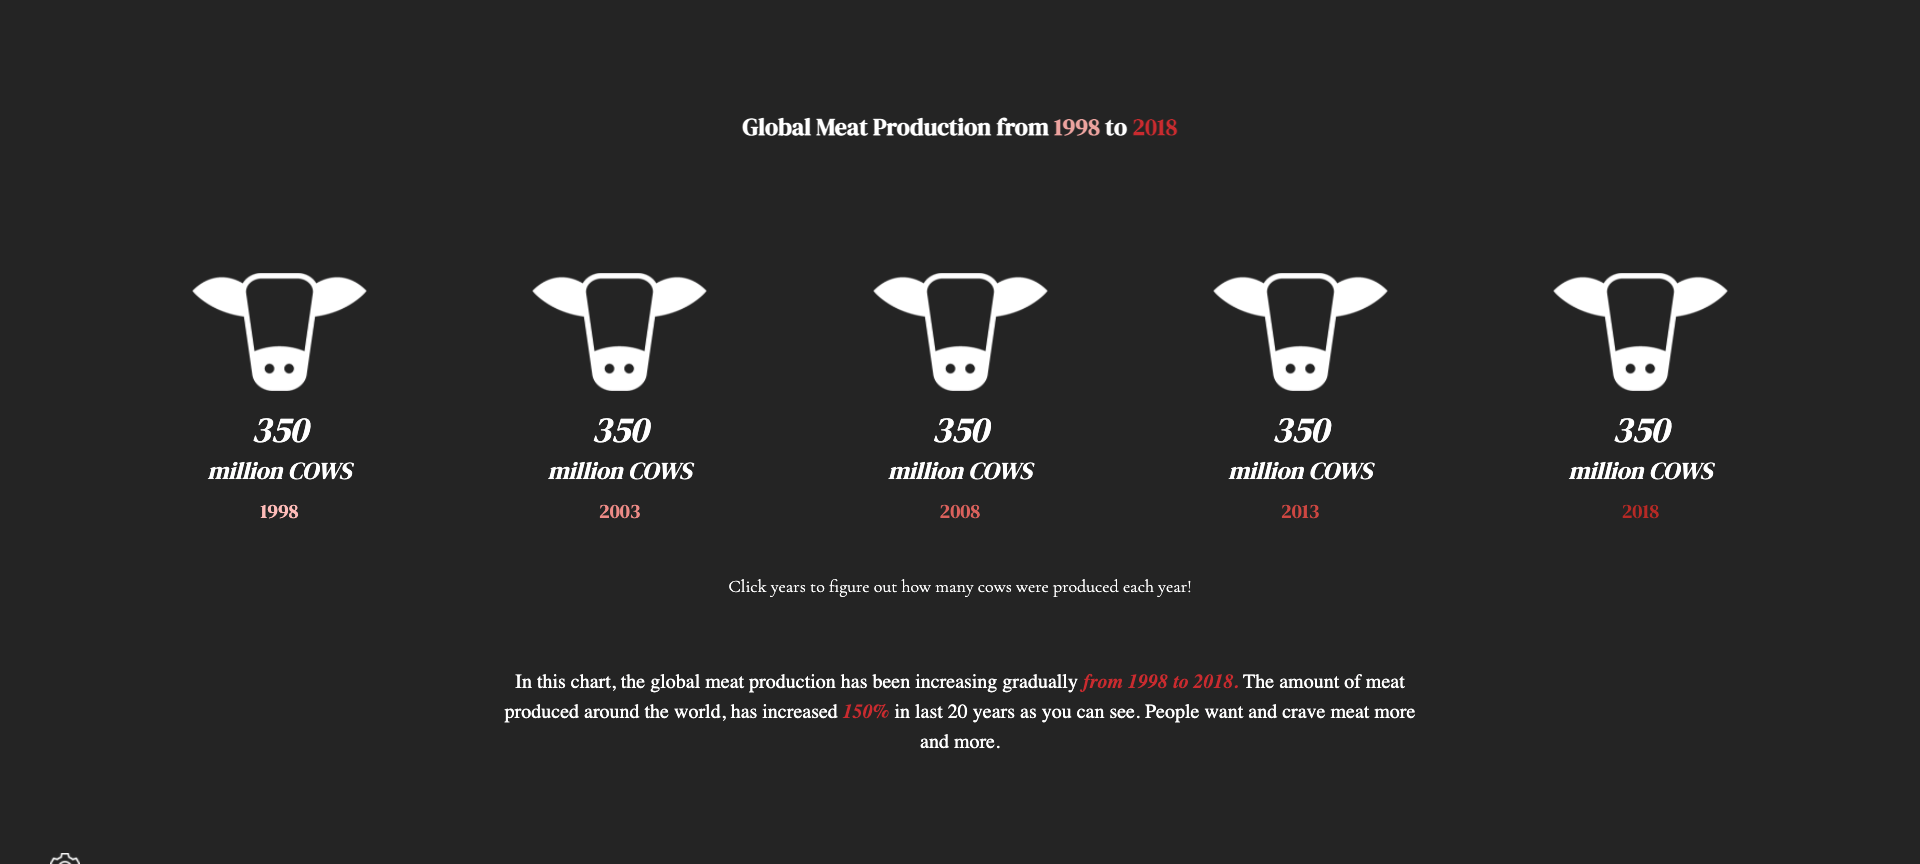 Global Meat Production from 1998 to 2018
350 350 350 350 350
million COWS million COWS million COWS million COWS million COWS
1998 2003 2008 2013 2018
Click years to figure out how many cows were produced each year!
In this chart, the global meat production has been increasing gradually from 1998 to 2018. The amount of meat
produced around the world, has increased 150% in last 20 years as you can see. People want and crave meat more
and more.